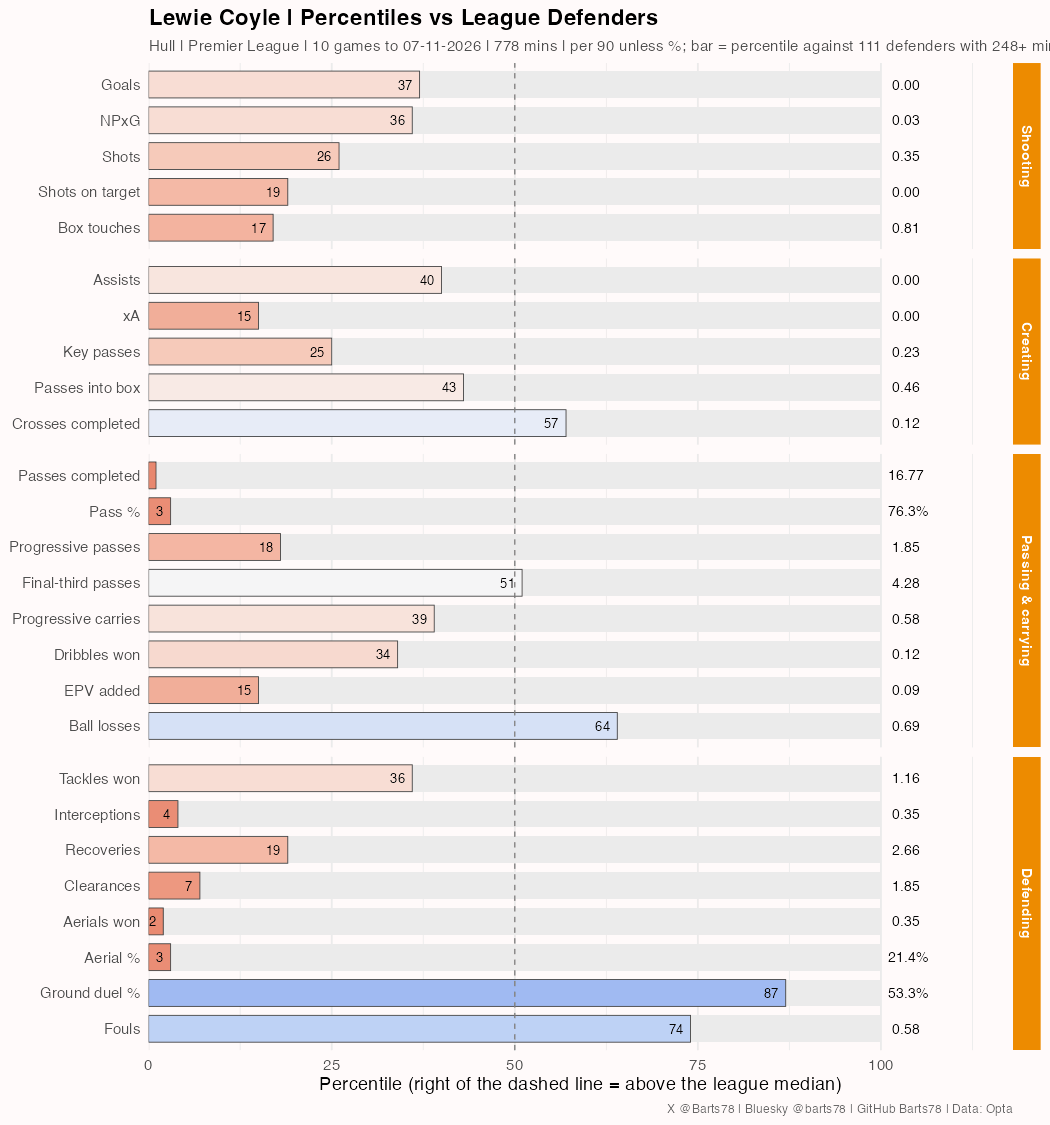 Lewie Coyle | Percentiles vs League Defenders
Hull | Premier League | 10 games to 07-11-2026 | 778 mins | per 90 unless %; bar = percentile against 111 defenders with 248+
Goals 37 0.00
NPxG 36 0.03
Shots 26 0.35
Shots on target 19 0.00
Box touches 17 0.81
Shooting
Assists 40 0.00
xA 15 0.00
Key passes 25 0.23
Passes into box 43 0.46
Crosses completed 57 0.12
Creating
Passes completed 16.77
Pass % 3 76.3%
Progressive passes 18 1.85
Final-third passes 51 4.28
Progressive carries 39 0.58
Dribbles won 34 0.12
EPV added 15 0.09
Ball losses 64 0.69
Passing & carrying
Tackles won 36 1.16
Interceptions 4 0.35
Recoveries 19 2.66
Clearances 7 1.85
Aerials won 2 0.35
Aerial % 3 21.4%
Ground duel % 87 53.3%
Fouls 74 0.58
Defending
0 25 50 75 100
Percentile (right of the dashed line = above the league median)
X @Barts78 | Bluesky @barts78 | GitHub Barts78 | Data: Opta